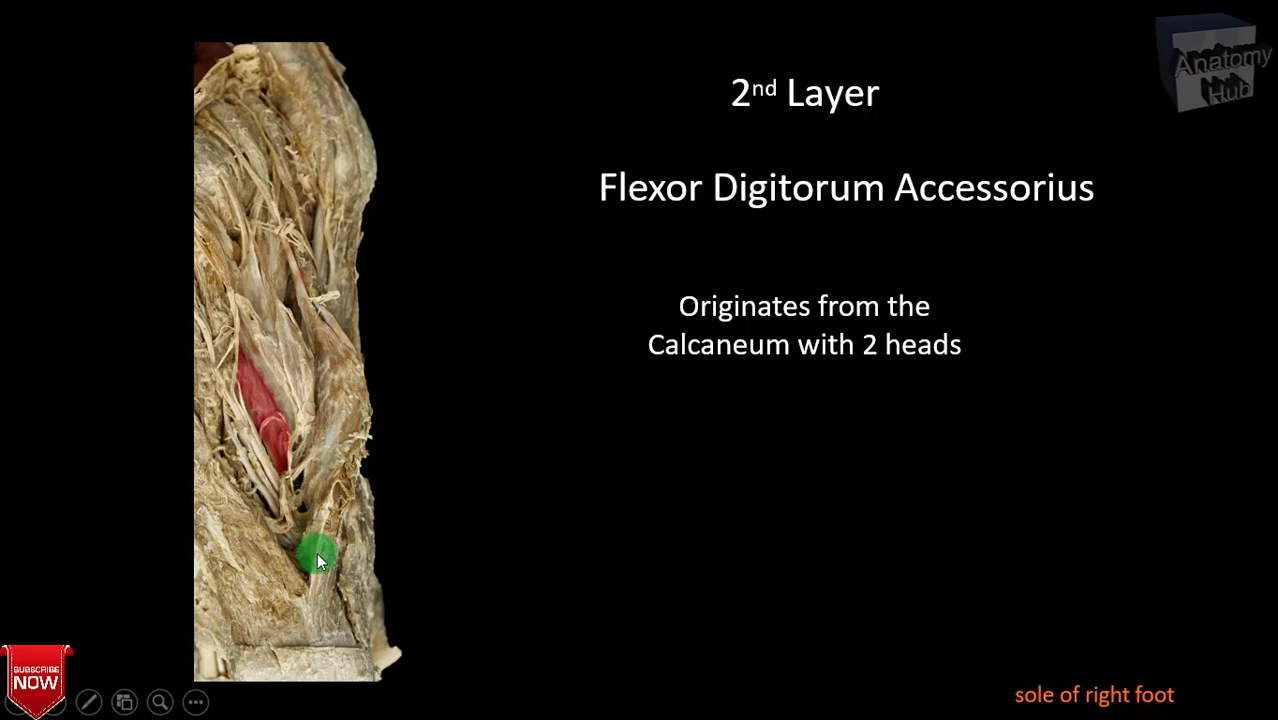 Anatomy
Hub
2nd Layer
Flexor Digitorum Accessorius
Originates from the
Calcaneum with 2 heads
SUBSCRIBE
NOW
sole of right foot